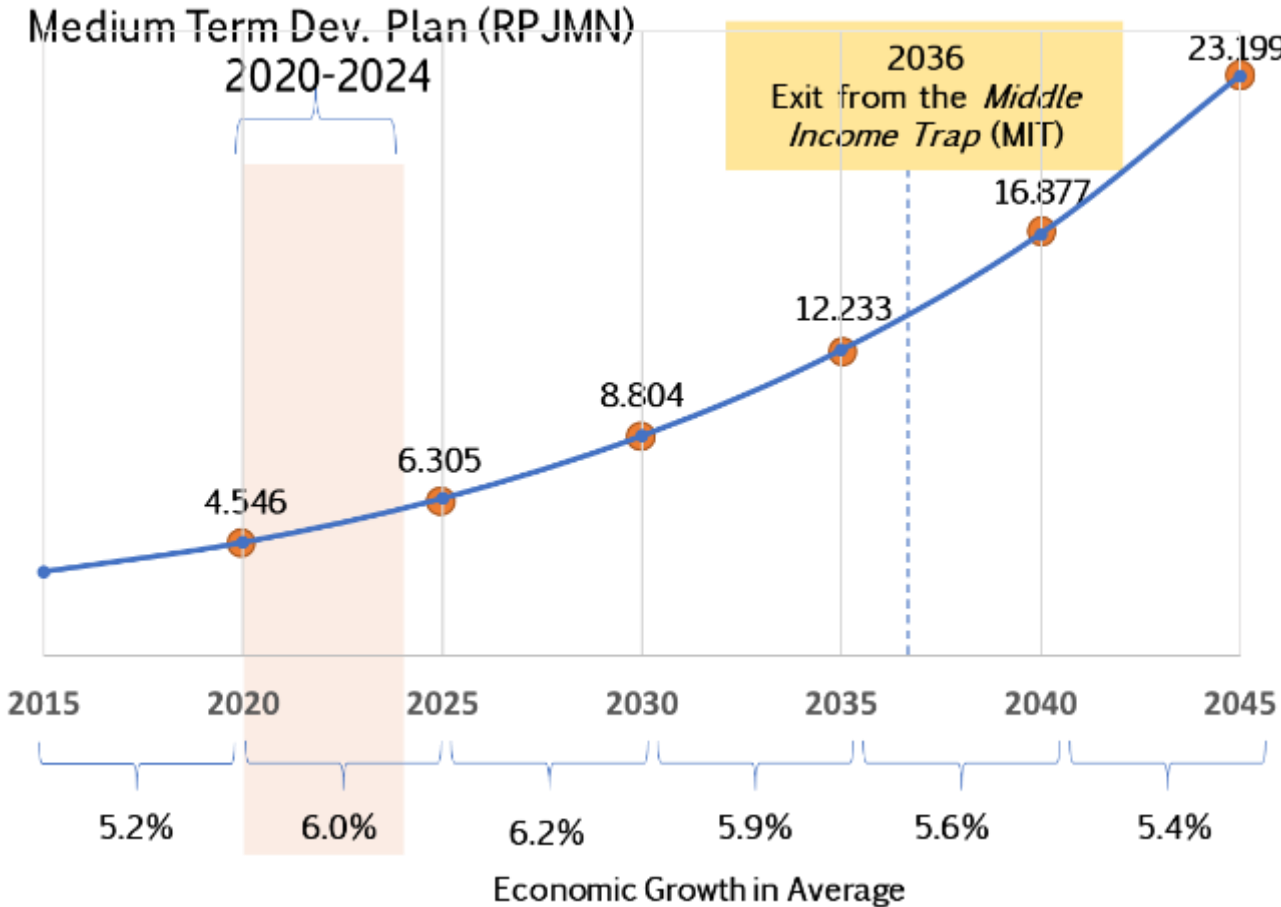 Medium Term Dev. Plan (RPJMN)
2020-2024
2036
Exit from the Middle
Income Trap (MIT)
23.199
16.877
12.233
8.804
6.305
4.546
2015 2020 2025 2030 2035 2040 2045
5.2% 6.0% 6.2% 5.9% 5.6% 5.4%
Economic Growth in Average